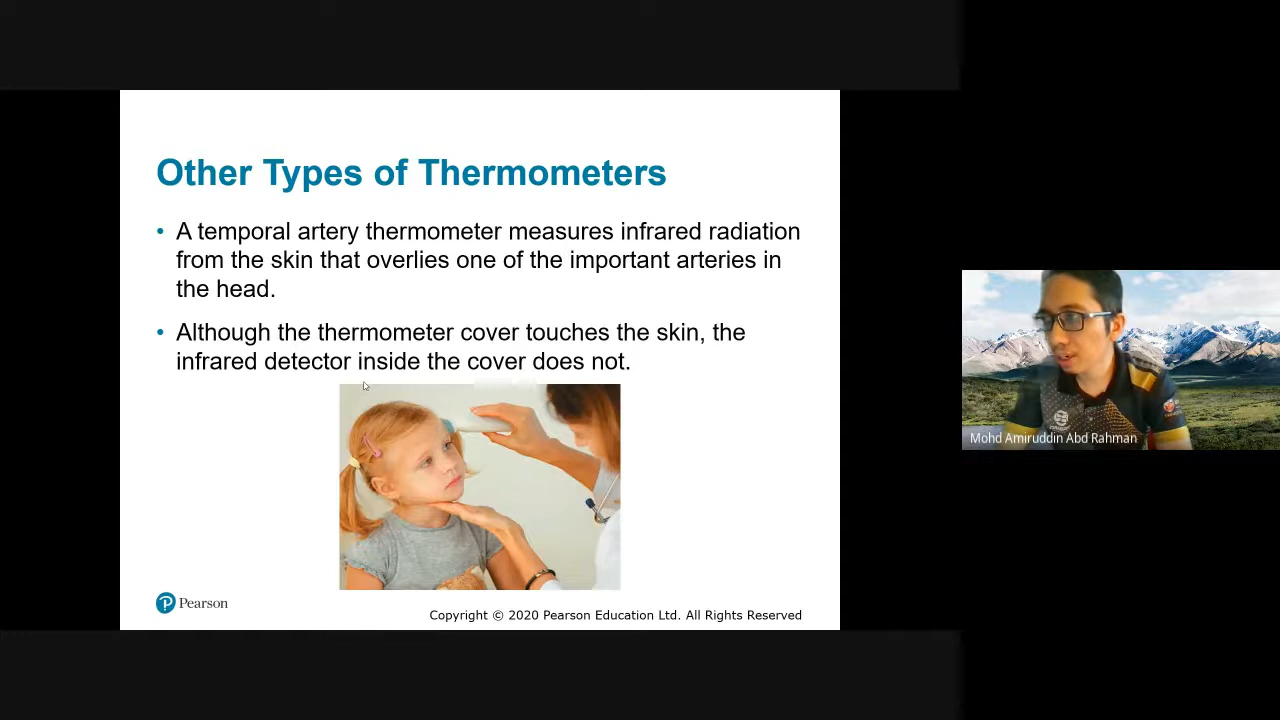 Other Types of Thermometers
• A temporal artery thermometer measures infrared radiation
from the skin that overlies one of the important arteries in
the head.
• Although the thermometer cover touches the skin, the
infrared detector inside the cover does not.
Pearson
Copyright © 2020 Pearson Education Ltd. All Rights Reserved
Mohd Amiruddin Abd Rahman